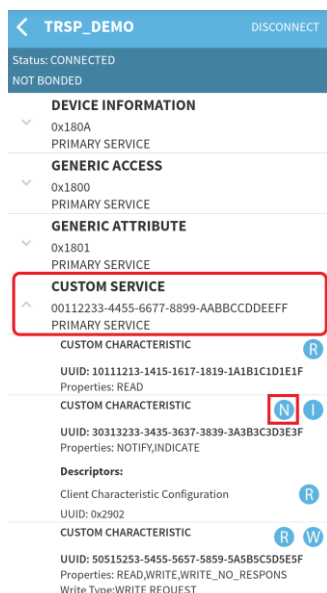 TRSP_DEMO DISCONNECT
Status: CONNECTED
NOT BONDED
DEVICE INFORMATION
0x180A
PRIMARY SERVICE
GENERIC ACCESS
0x1800
PRIMARY SERVICE
GENERIC ATTRIBUTE
0x1801
PRIMARY SERVICE
CUSTOM SERVICE
00112233-4455-6677-8899-AABBCCDDEEFF
PRIMARY SERVICE
CUSTOM CHARACTERISTIC R
UUID: 10111213-1415-1617-1819-1A1B1C1D1E1F
Properties: READ
CUSTOM CHARACTERISTIC N I
UUID: 30313233-3435-3637-3839-3A3B3C3D3E3F
Properties: NOTIFY,INDICATE
Descriptors:
Client Characteristic Configuration R
UUID: 0x2902
CUSTOM CHARACTERISTIC R W
UUID: 50515253-5455-5657-5859-5A5B5C5D5E5F
Properties: READ,WRITE,WRITE_NO_RESPONS
Write Type:WRITE REQUEST